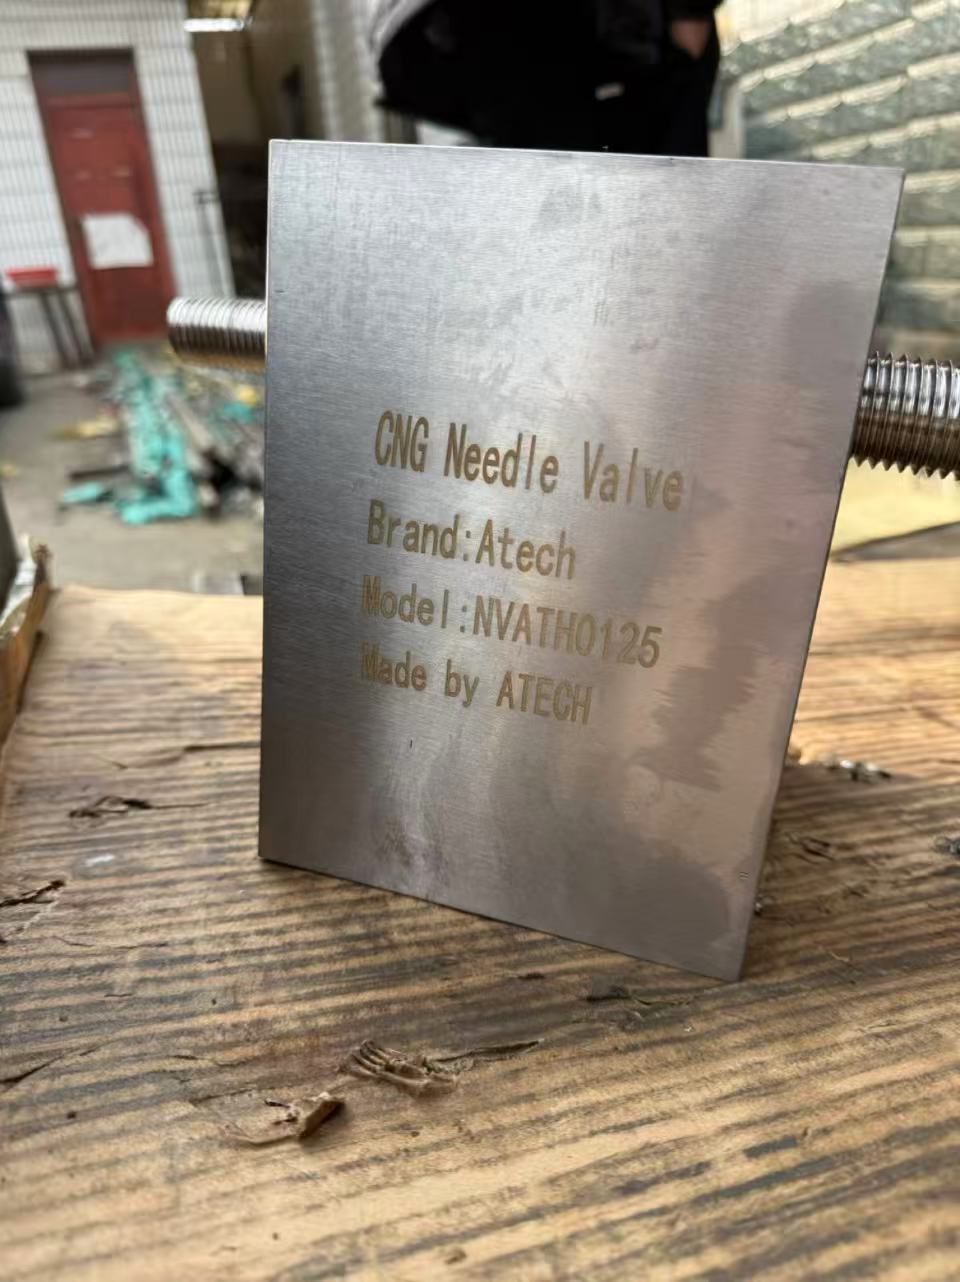 CNG Needle Valve
Brand:Atech
Model:NVATH0125
Made by ATECH